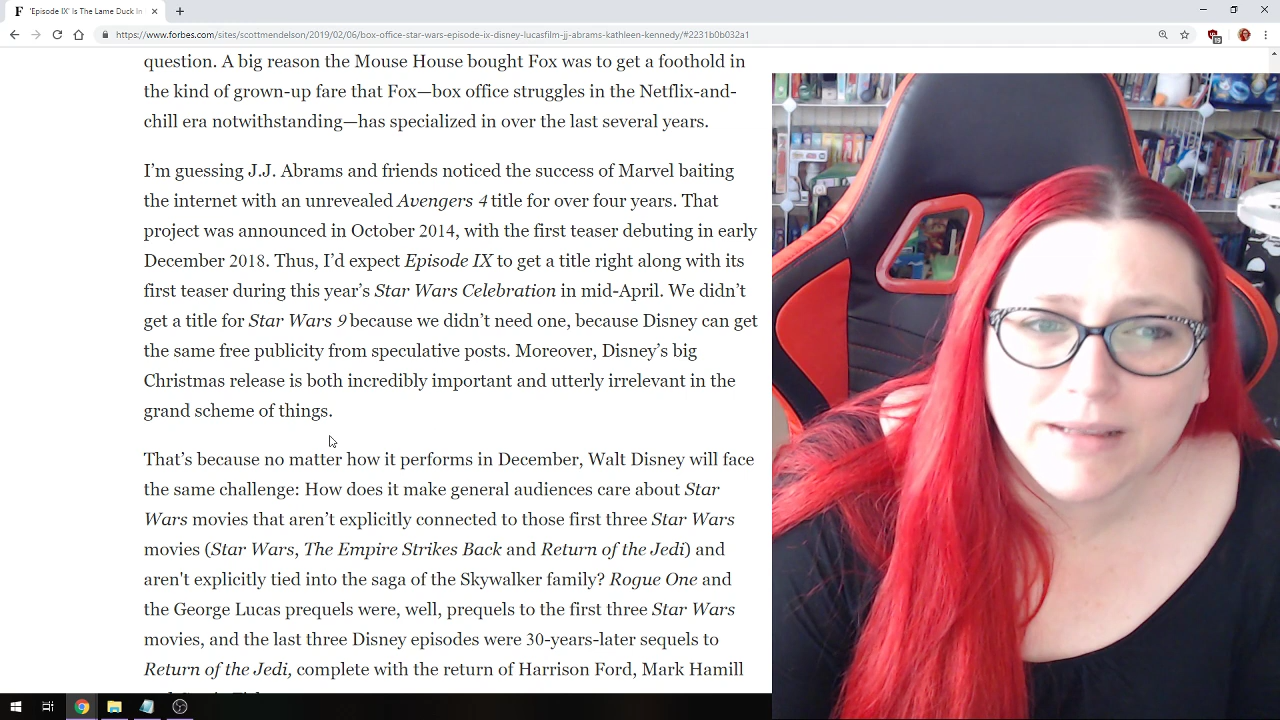 'Episode IX' Is The Lame Duck In
https://www.forbes.com/sites/scottmendelson/2019/02/06/box-office-star-wars-episode-ix-disney-lucasfilm-jj-abrams-kathleen-kennedy/#2231b0b032a1
question. A big reason the Mouse House bought Fox was to get a foothold in
the kind of grown-up fare that Fox—box office struggles in the Netflix-and-
chill era notwithstanding—has specialized in over the last several years.
I'm guessing J.J. Abrams and friends noticed the success of Marvel baiting
the internet with an unrevealed Avengers 4 title for over four years. That
project was announced in October 2014, with the first teaser debuting in early
December 2018. Thus, I'd expect Episode IX to get a title right along with its
first teaser during this year's Star Wars Celebration in mid-April. We didn't
get a title for Star Wars 9 because we didn't need one, because Disney can get
the same free publicity from speculative posts. Moreover, Disney's big
Christmas release is both incredibly important and utterly irrelevant in the
grand scheme of things.
That's because no matter how it performs in December, Walt Disney will face
the same challenge: How does it make general audiences care about Star
Wars movies that aren't explicitly connected to those first three Star Wars
movies (Star Wars, The Empire Strikes Back and Return of the Jedi) and
aren't explicitly tied into the saga of the Skywalker family? Rogue One and
the George Lucas prequels were, well, prequels to the first three Star Wars
movies, and the last three Disney episodes were 30-years-later sequels to
Return of the Jedi, complete with the return of Harrison Ford, Mark Hamill